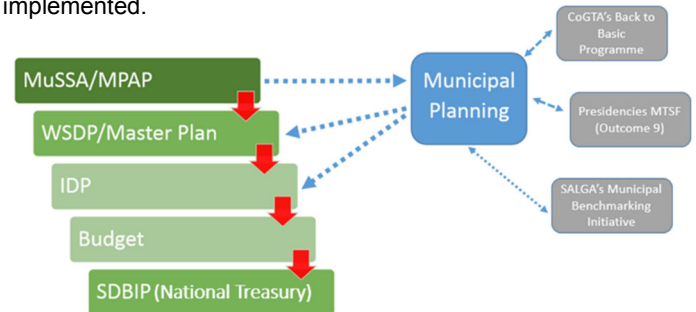 implemented.
CoGTA's Back to
Basic
Programme
MuSSA/MPAP
Municipal
Planning
WSDP/Master Plan
Presidencies MTSF
(Outcome 9)
IDP
SALGA's Municipal
Benchmarking
Initiative
Budget
SDBIP (National Treasury)